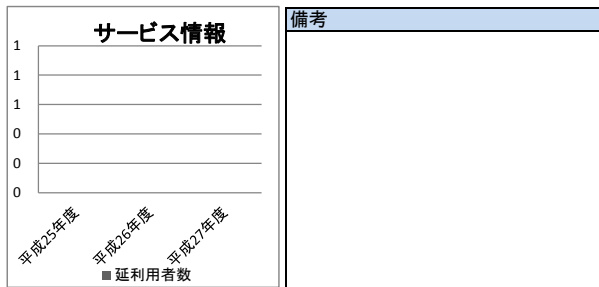 サービス情報
1
1
1
0
0
0
平成25年度
平成26年度
平成27年度
延利用者数
備考